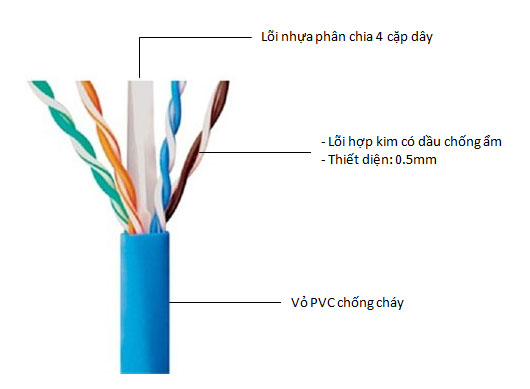 Lõi nhựa phân chia 4 cặp dây
- Lõi hợp kim có dầu chống ẩm
- Thiết diện: 0.5mm
Vỏ PVC chống cháy